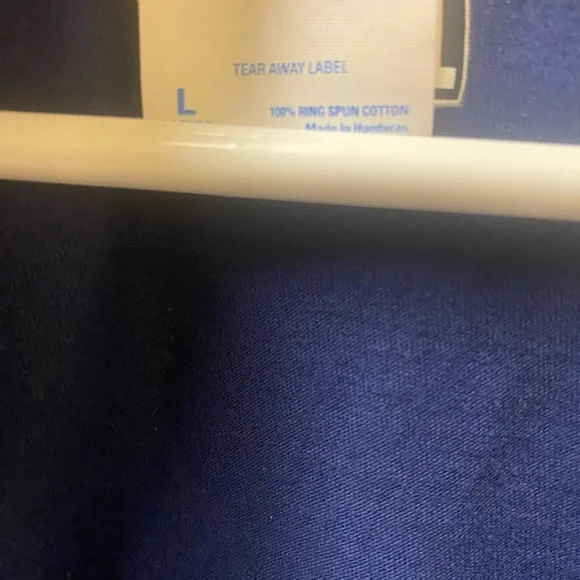 TEAR AWAY LABEL
L
100% RING SPUN COTTON
Made in Honduras